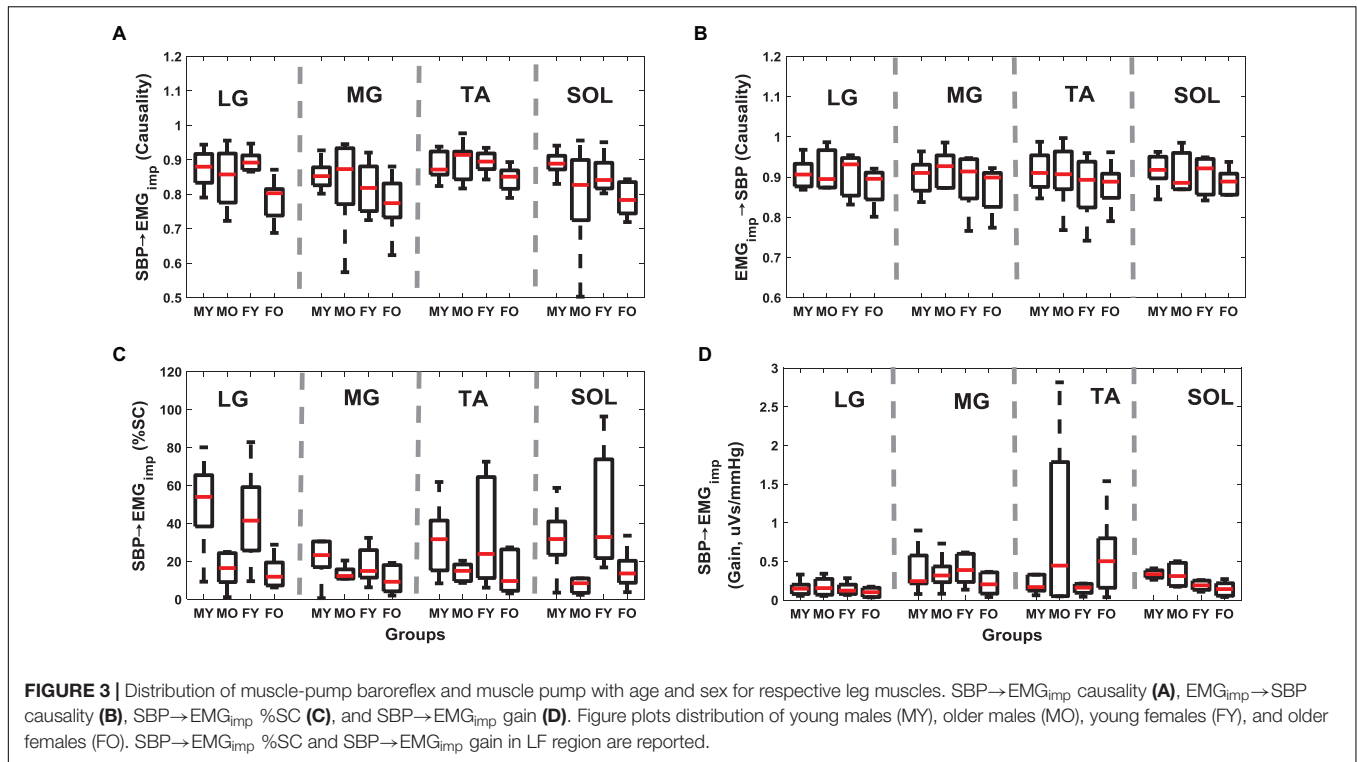 A
SBP→EMGimp (Causality)
1.2
1.1
1
0.9
0.8
0.7
0.6
0.5
LG
MG
TA
SOL
MY MO FY FO
MY MO FY FO
MY MO FY FO
MY MO FY FO
B
EMGimp→SBP (Causality)
1.2
1.1
1
0.9
0.8
0.7
0.6
LG
MG
TA
SOL
MY MO FY FO
MY MO FY FO
MY MO FY FO
MY MO FY FO
C
SBP→EMGimp (%SC)
120
100
80
60
40
20
0
LG
MG
TA
SOL
MY MO FY FO
MY MO FY FO
MY MO FY FO
MY MO FY FO
Groups
D
SBP→EMGimp
(Gain, uVs/mmHg)
3
2.5
2
1.5
1
0.5
0
LG
MG
TA
SOL
MY MO FY FO
MY MO FY FO
MY MO FY FO
MY MO FY FO
Groups
FIGURE 3 | Distribution of muscle-pump baroreflex and muscle pump with age and sex for respective leg muscles. SBP→EMGimp causality (A), EMGimp→SBP
causality (B), SBP→EMGimp %SC (C), and SBP→EMGimp gain (D). Figure plots distribution of young males (MY), older males (MO), young females (FY), and older
females (FO). SBP→EMGimp %SC and SBP→EMGimp gain in LF region are reported.